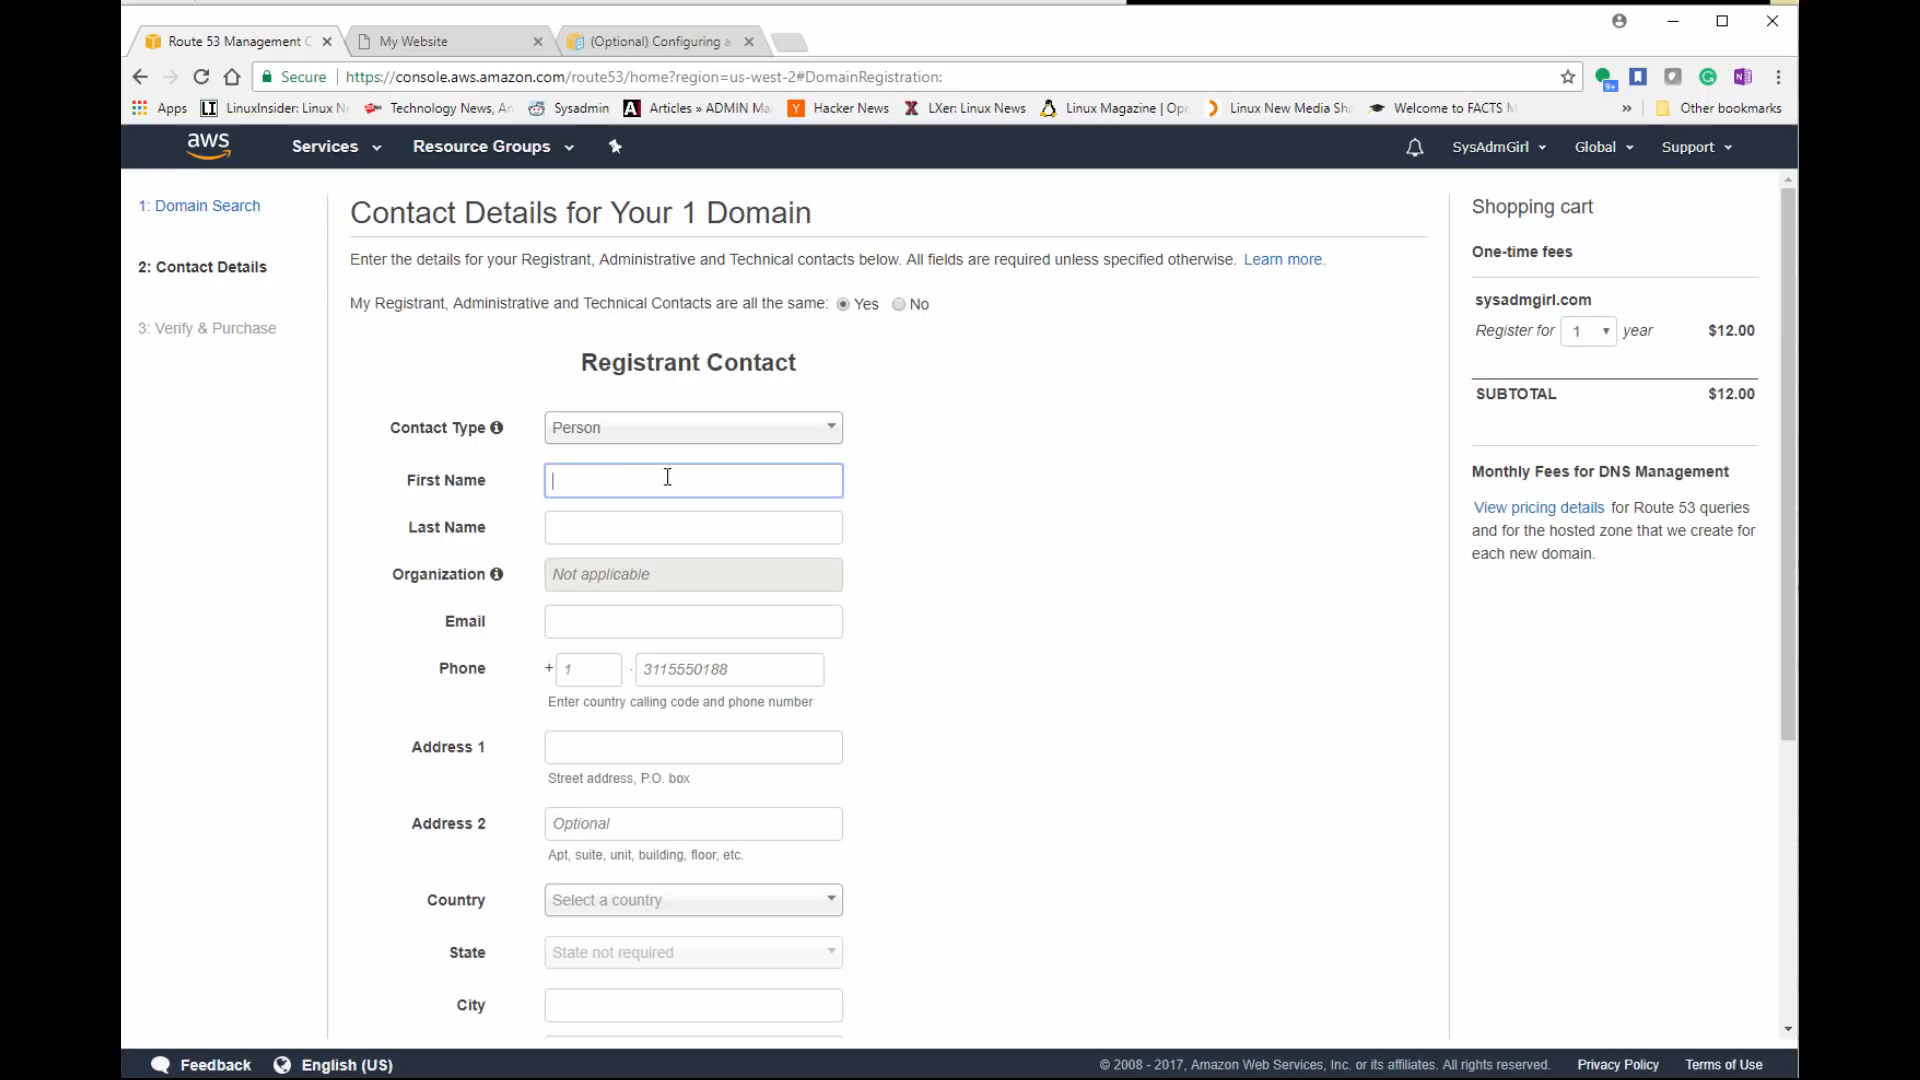 Route 53 Management C
My Website
(Optional) Configuring a
Secure
https://console.aws.amazon.com/route53/home?region=us-west-2#DomainRegistration:
9+
N
Apps
LI
LinuxInsider: Linux N
Technology News, An
Sysadmin
A
Articles » ADMIN Ma
Y
Hacker News
X
LXer: Linux News
Linux Magazine | Ope
Linux New Media Sho
Welcome to FACTS M
»
Other bookmarks
aws
Services
Resource Groups
SysAdmGirl
Global
Support
1: Domain Search
2: Contact Details
3: Verify & Purchase
Contact Details for Your 1 Domain
Enter the details for your Registrant, Administrative and Technical contacts below. All fields are required unless specified otherwise. Learn more.
My Registrant, Administrative and Technical Contacts are all the same: Yes No
Registrant Contact
Contact Type
Person
First Name
Last Name
Organization
Not applicable
Email
Phone
+ 1 . 3115550188
Enter country calling code and phone number
Address 1
Street address, P.O. box
Address 2
Optional
Apt, suite, unit, building, floor, etc.
Country
Select a country
State
State not required
City
Shopping cart
One-time fees
sysadmgirl.com
Register for 1 year $12.00
SUBTOTAL $12.00
Monthly Fees for DNS Management
View pricing details for Route 53 queries
and for the hosted zone that we create for
each new domain.
Feedback
English (US)
© 2008 - 2017, Amazon Web Services, Inc. or its affiliates. All rights reserved.
Privacy Policy
Terms of Use